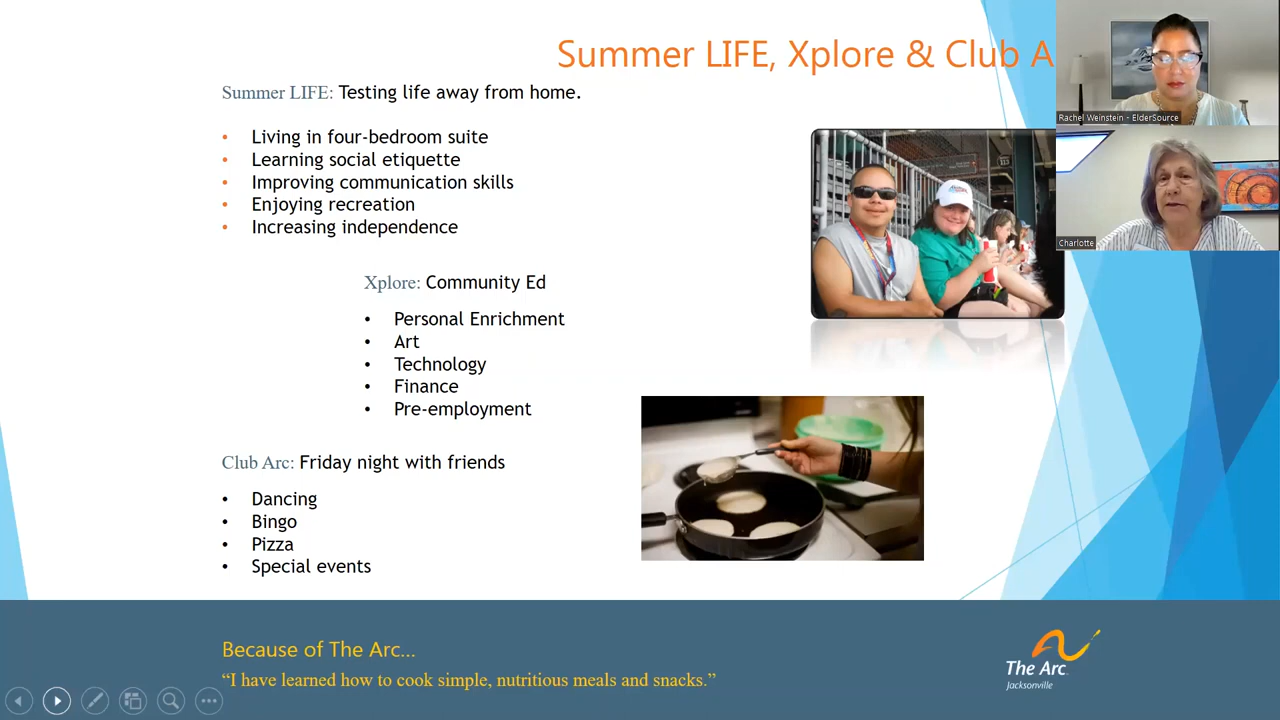 Summer LIFE, Xplore & Club A
Summer LIFE: Testing life away from home.
• Living in four-bedroom suite
• Learning social etiquette
• Improving communication skills
• Enjoying recreation
• Increasing independence
Xplore: Community Ed
• Personal Enrichment
• Art
• Technology
• Finance
• Pre-employment
Club Arc: Friday night with friends
• Dancing
• Bingo
• Pizza
• Special events
Because of The Arc...
“I have learned how to cook simple, nutritious meals and snacks.”
The Arc
Jacksonville
Rachel Weinstein - ElderSource
Charlotte